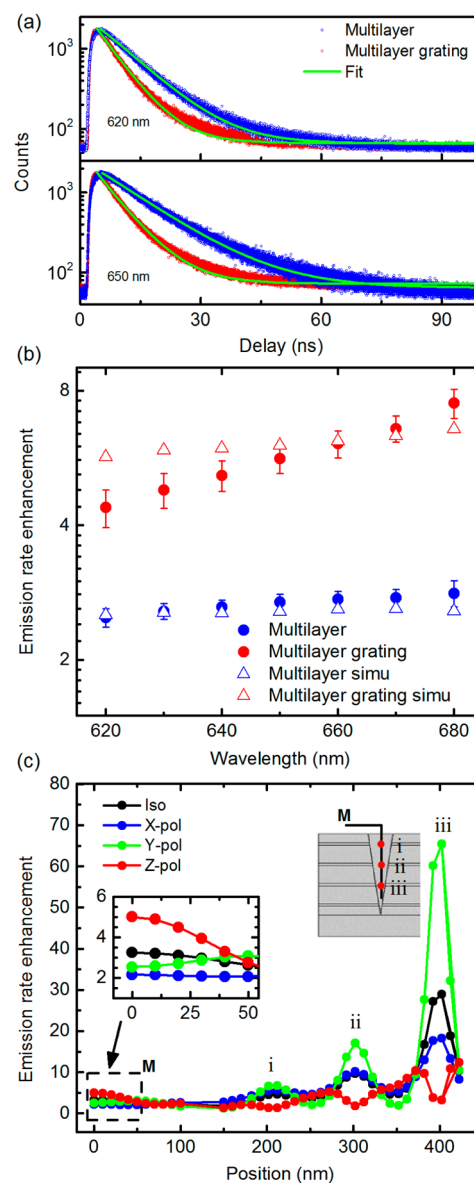 (a)
Multilayer
Multilayer grating
Fit
10³
10²
620 nm
Counts
10³
10²
650 nm
0 30 60 90
Delay (ns)
(b)
8
4
2
Emission rate enhancement
Multilayer
Multilayer grating
Multilayer simu
Multilayer grating simu
620 630 640 650 660 670 680
Wavelength (nm)
(c)
80
70
60
50
40
30
20
10
0
Emission rate enhancement
Iso
X-pol
Y-pol
Z-pol
M
i
ii
iii
iii
6
4
2
0 25 50
M
i
ii
0 100 200 300 400
Position (nm)